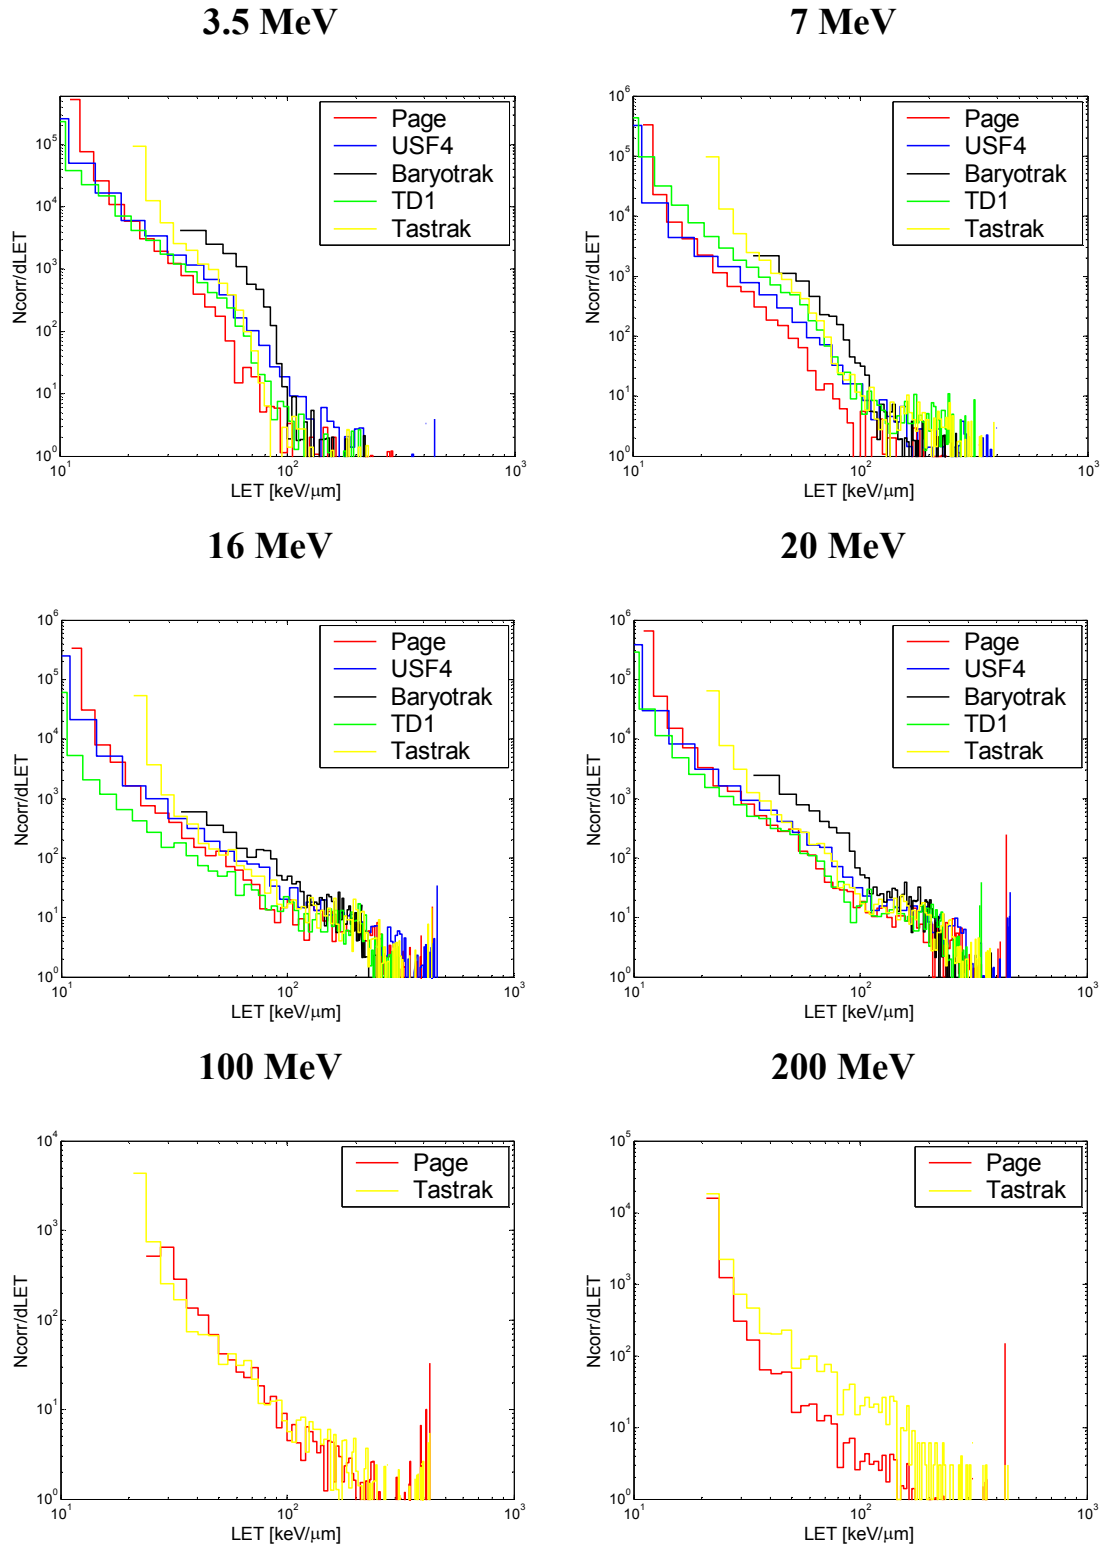 3.5 MeV
7 MeV
Ncorr/dLET
10^5
10^4
10^3
10^2
10^1
10^0
Page
USF4
Baryotrak
TD1
Tastrak
10^1
10^2
10^3
LET [keV/μm]
Ncorr/dLET
10^6
10^5
10^4
10^3
10^2
10^1
10^0
Page
USF4
Baryotrak
TD1
Tastrak
10^1
10^2
10^3
LET [keV/μm]
16 MeV
20 MeV
Ncorr/dLET
10^6
10^5
10^4
10^3
10^2
10^1
10^0
Page
USF4
Baryotrak
TD1
Tastrak
10^1
10^2
10^3
LET [keV/μm]
Ncorr/dLET
10^6
10^5
10^4
10^3
10^2
10^1
10^0
Page
USF4
Baryotrak
TD1
Tastrak
10^1
10^2
10^3
LET [keV/μm]
100 MeV
200 MeV
Ncorr/dLET
10^4
10^3
10^2
10^1
10^0
Page
Tastrak
10^1
10^2
10^3
LET [keV/μm]
Ncorr/dLET
10^5
10^4
10^3
10^2
10^1
10^0
Page
Tastrak
10^1
10^2
10^3
LET [keV/μm]